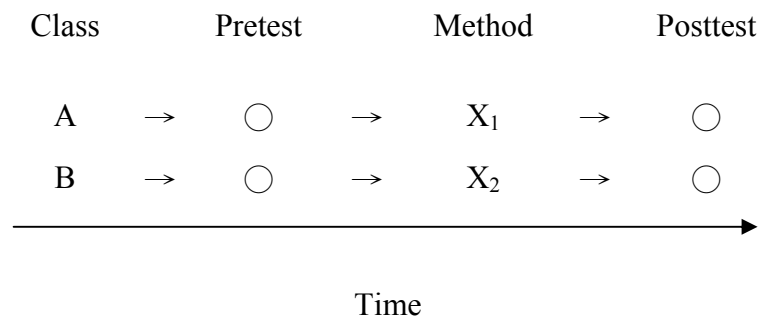 Class Pretest Method Posttest
A → ○ → X₁ → ○
B → ○ → X₂ → ○
Time